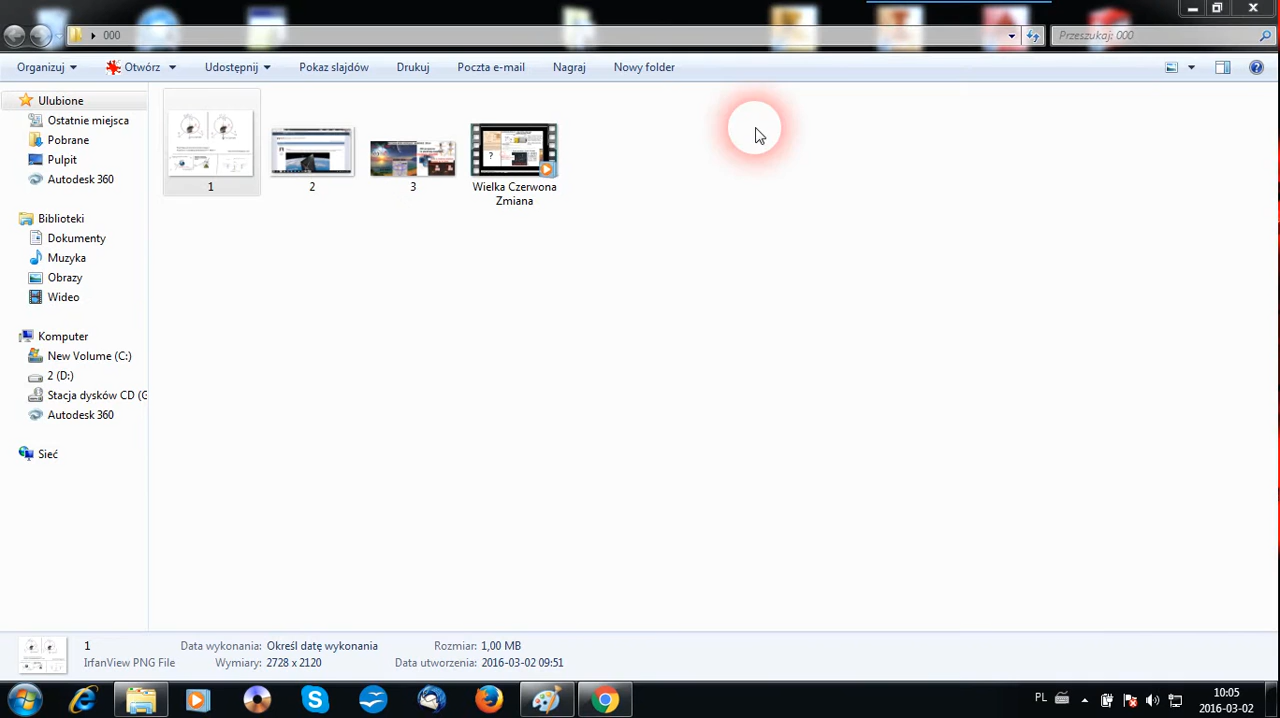 000
Przeszukaj: 000
Organizuj
Otwórz
Udostępnij
Pokaz slajdów
Drukuj
Poczta e-mail
Nagraj
Nowy folder
Ulubione
Ostatnie miejsca
Pobrane
Pulpit
Autodesk 360
Biblioteki
Dokumenty
Muzyka
Obrazy
Wideo
Komputer
New Volume (C:)
2 (D:)
Stacja dysków CD (G
Autodesk 360
Sieć
1
2
3
Wielka Czerwona
Zmiana
1
Data wykonania: Określ datę wykonania
Rozmiar: 1,00 MB
IrfanView PNG File
Wymiary: 2728 x 2120
Data utworzenia: 2016-03-02 09:51
PL
10:05
2016-03-02